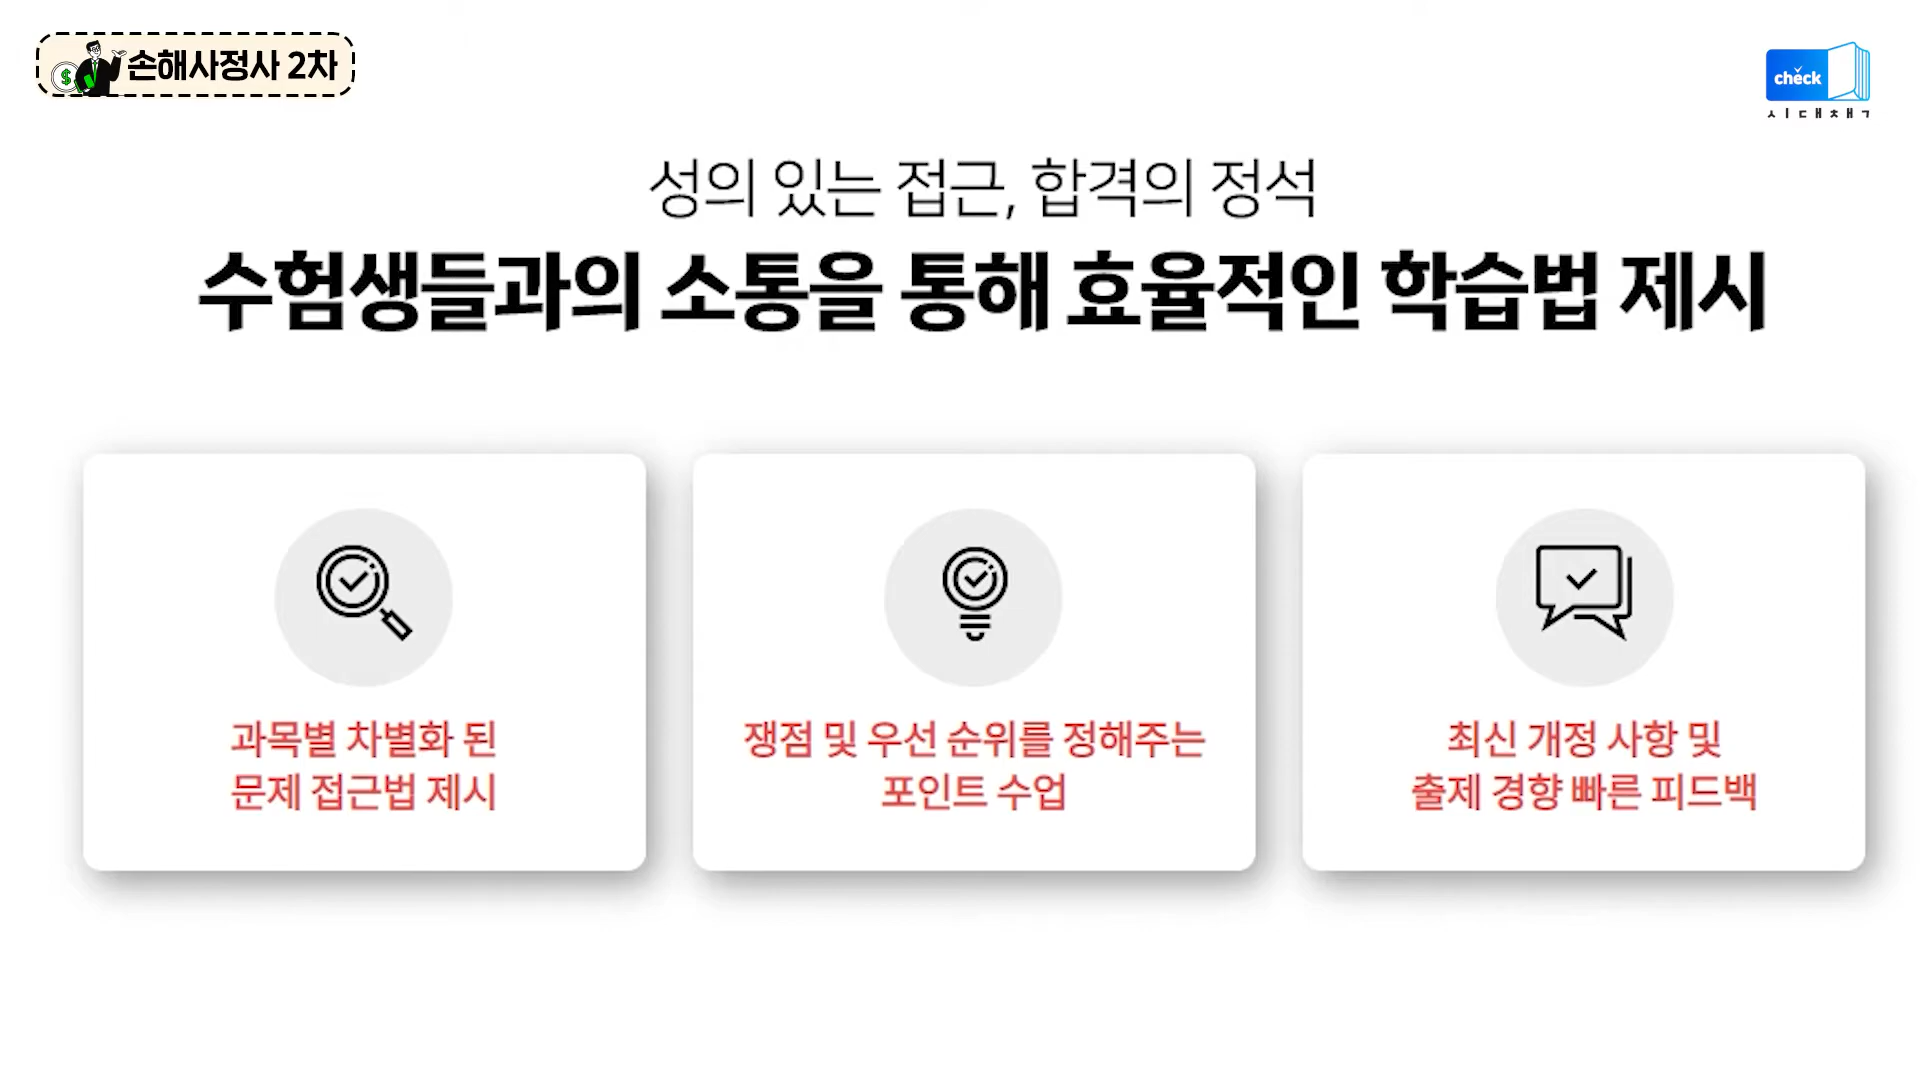 손해사정사 2차
check
시대책ㄱ
성의 있는 접근, 합격의 정석
수험생들과의 소통을 통해 효율적인 학습법 제시
과목별 차별화 된
문제 접근법 제시
쟁점 및 우선 순위를 정해주는
포인트 수업
최신 개정 사항 및
출제 경향 빠른 피드백